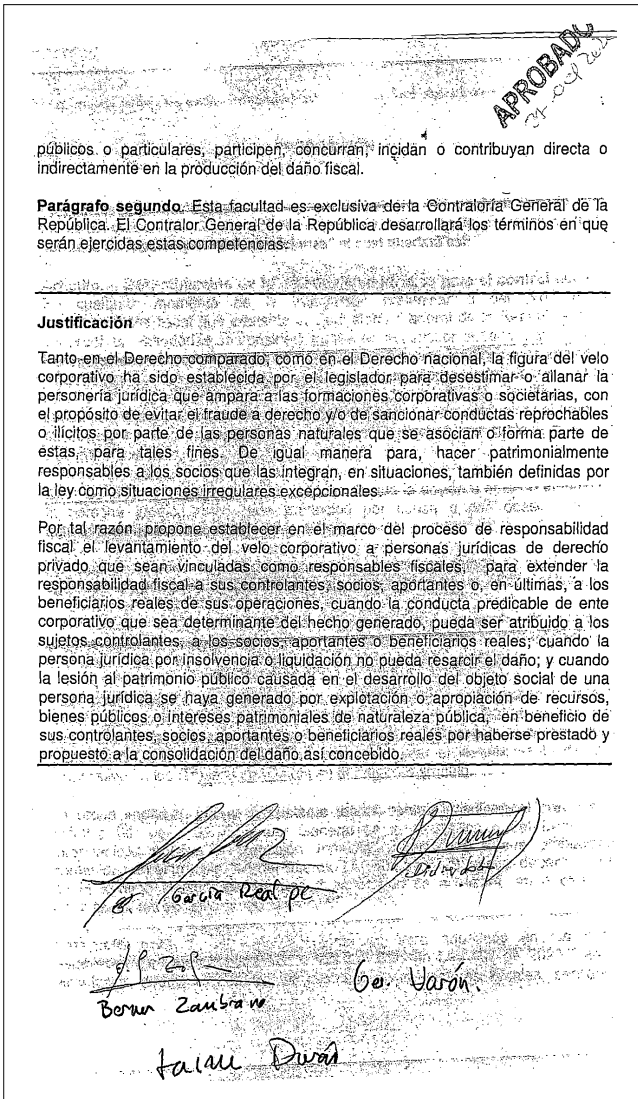 APROBADO
públicos o particulares, participen, concurran, incidan o contribuyan directa o
indirectamente en la producción del daño fiscal.
Parágrafo segundo. Esta facultad es exclusiva de la Contraloría General de la
República. El Contralor General de la República desarrollará los términos en que
serán ejercidas estas competencias.
Justificación
Tanto en el Derecho comparado, como en el Derecho nacional, la figura del velo
corporativo ha sido establecida por el legislador para desestimar o allanar la
personería jurídica que ampara a las formaciones corporativas o societarias, con
el propósito de evitar el fraude a derecho y/o de sancionar conductas reprochables
o ilícitos por parte de las personas naturales que se asocian o forma parte de
estas, para tales fines. De igual manera para, hacer patrimonialmente
responsables a los socios que las integran, en situaciones, también definidas por
la ley como situaciones irregulares excepcionales.
Por tal razón, propone establecer en el marco del proceso de responsabilidad
fiscal el levantamiento del velo corporativo a personas jurídicas de derecho
privado que sean vinculadas como responsables fiscales, para extender la
responsabilidad fiscal a sus controlantes, socios, aportantes o, en últimas, a los
beneficiarios reales de sus operaciones, cuando la conducta predicable de ente
corporativo que sea determinante del hecho generado, pueda ser atribuido a los
sujetos controlantes, a los socios, aportantes o beneficiarios reales; cuando la
persona jurídica por insolvencia o liquidación no pueda resarcir el daño; y cuando
la lesión al patrimonio público causada en el desarrollo del objeto social de una
persona jurídica se haya generado por explotación o apropiación de recursos,
bienes públicos o intereses patrimoniales de naturaleza pública, en beneficio de
sus controlantes, socios, aportantes o beneficiarios reales por haberse prestado y
propuesto a la consolidación del daño así concebido.
García Realpe
Berner Zambrano
Ger. Varón.
Jaime Durán